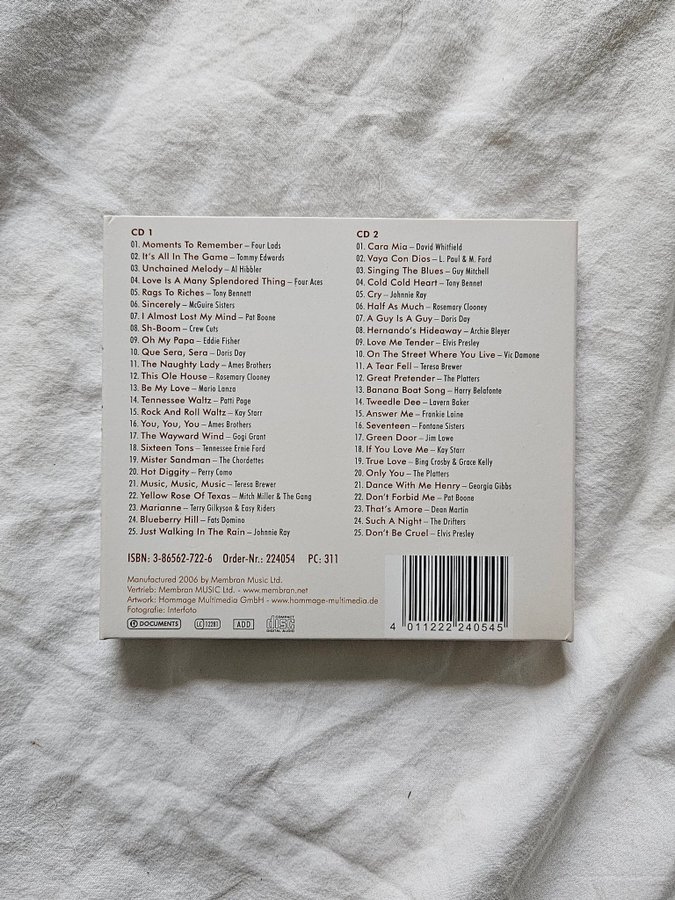 CD 1
01. Moments To Remember – Four Lads
02. It's All In The Game – Tommy Edwards
03. Unchained Melody – Al Hibbler
04. Love Is A Many Splendored Thing – Four Aces
05. Rags To Riches – Tony Bennett
06. Sincerely – McGuire Sisters
07. I Almost Lost My Mind – Pat Boone
08. Sh-Boom – Crew Cuts
09. Oh My Papa – Eddie Fisher
10. Que Sera, Sera – Doris Day
11. The Naughty Lady – Ames Brothers
12. This Ole House – Rosemary Clooney
13. Be My Love – Mario Lanza
14. Tennessee Waltz – Patti Page
15. Rock And Roll Waltz – Kay Starr
16. You, You, You – Ames Brothers
17. The Wayward Wind – Gogi Grant
18. Sixteen Tons – Tennessee Ernie Ford
19. Mister Sandman – The Chordettes
20. Hot Diggity – Perry Como
21. Music, Music, Music – Teresa Brewer
22. Yellow Rose Of Texas – Mitch Miller & The Gang
23. Marianne – Terry Gilkyson & Easy Riders
24. Blueberry Hill – Fats Domino
25. Just Walking In The Rain – Johnnie Ray
CD 2
01. Cara Mia – David Whitfield
02. Vaya Con Dios – L. Paul & M. Ford
03. Singing The Blues – Guy Mitchell
04. Cold Cold Heart – Tony Bennet
05. Cry – Johnnie Ray
06. Half As Much – Rosemary Clooney
07. A Guy Is A Guy – Doris Day
08. Hernando's Hideaway – Archie Bleyer
09. Love Me Tender – Elvis Presley
10. On The Street Where You Live – Vic Damone
11. A Tear Fell – Teresa Brewer
12. Great Pretender – The Platters
13. Banana Boat Song – Harry Belafonte
14. Tweedlee Dee – Lavern Baker
15. Answer Me – Frankie Laine
16. Seventeen – Fontane Sisters
17. Green Door – Jim Lowe
18. If You Love Me – Kay Starr
19. True Love – Bing Crosby & Grace Kelly
20. Only You – The Platters
21. Dance With Me Henry – Georgia Gibbs
22. Don't Forbid Me – Pat Boone
23. That's Amore – Dean Martin
24. Such A Night – The Drifters
25. Don't Be Cruel – Elvis Presley
ISBN: 3-86562-722-6 Order-Nr.: 224054 PC: 311
Manufactured 2006 by Membran Music Ltd.
Vertrieb: Membran MUSIC Ltd. - www.membran.net
Artwork: Hommage Multimedia GmbH - www.hommage-multimedia.de
Fotografie: Interfoto
DOCUMENTS LC 12281 ADD COMPACT disc DIGITAL AUDIO
4 011222 240545